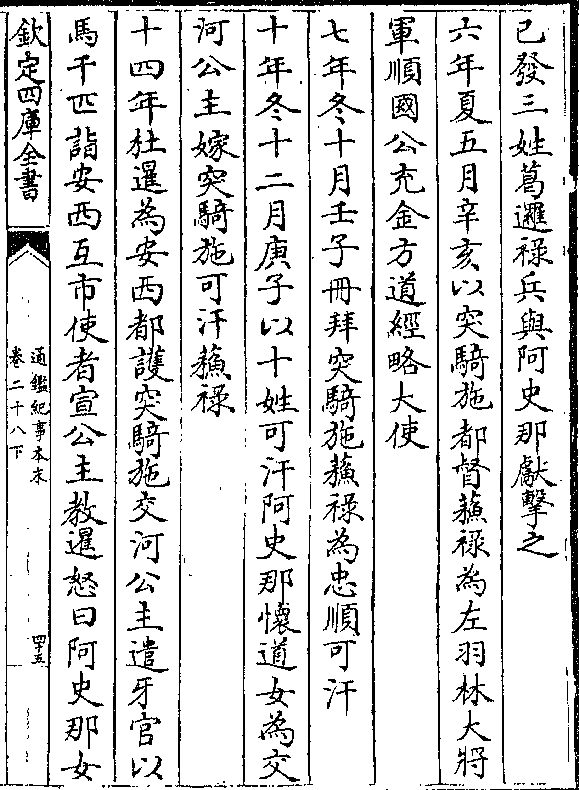 已發三姓葛邏祿兵與阿史那獻擊之
六年夏五月辛亥以突騎施都督蘇祿為左羽林大將
軍順國公充金方道經略大使
七年冬十月壬子冊拜突騎施蘇祿為忠順可汗
十年冬十二月庚子以十姓可汗阿史那懷道女為交
河公主嫁突騎施可汗蘇祿
十四年杜暹為安西都護突騎施交河公主遣牙官以
馬千匹詣安西互市使者宣公主教暹怒曰阿史那女
欽定四庫全書
通鑑紀事本末
卷二十八下
四十五